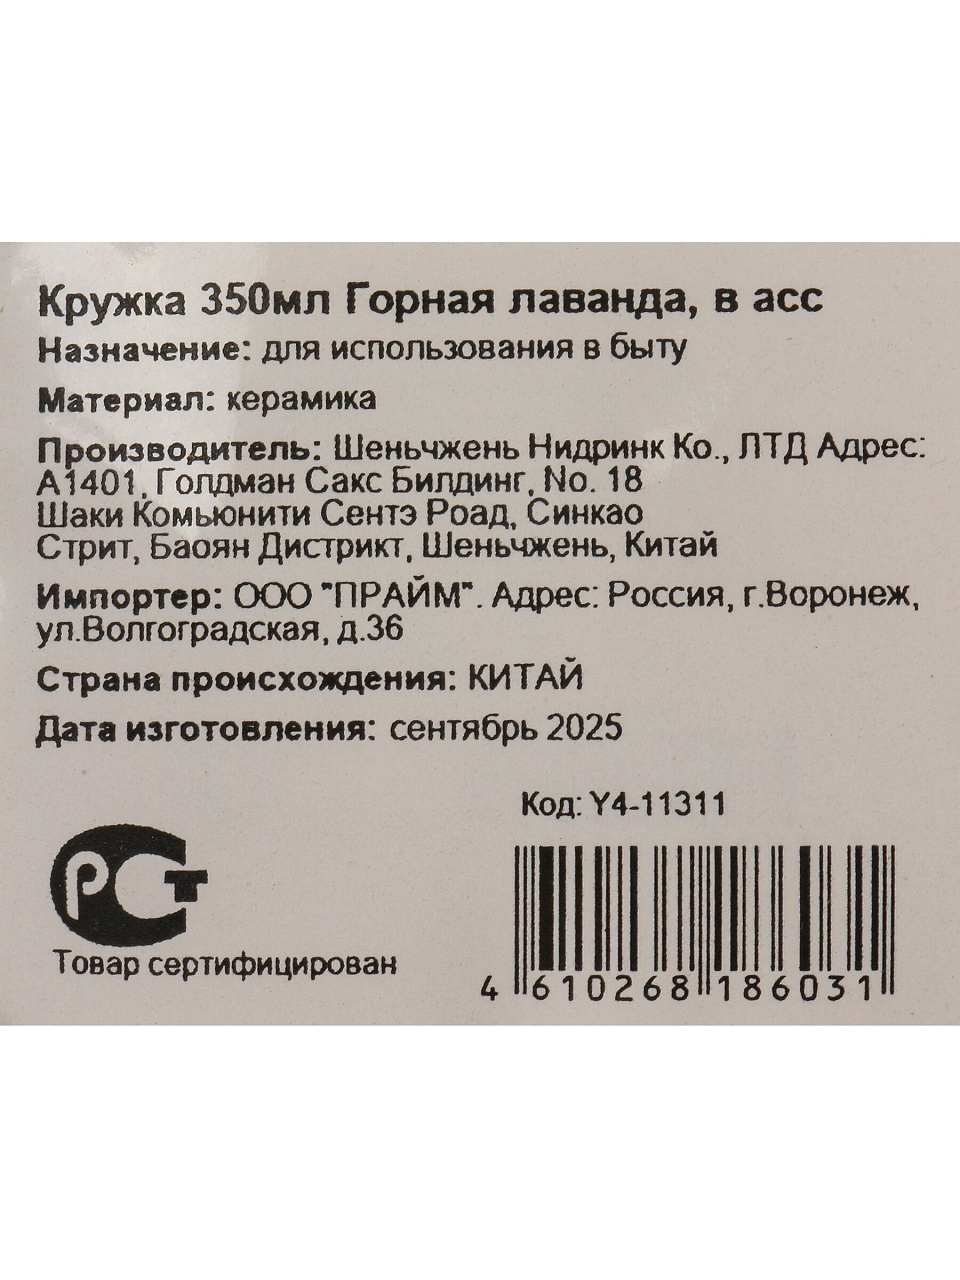 Кружка 350мл Горная лаванда, в асс
Назначение: для использования в быту
Материал: керамика
Производитель: Шеньчжень Нидринк Ко., ЛТД Адрес:
А1401, Голдман Сакс Билдинг, No. 18
Шаки Комьюнити Сентэ Роад, Синкао
Стрит, Баоян Дистрикт, Шеньчжень, Китай
Импортер: ООО "ПРАЙМ". Адрес: Россия, г.Воронеж,
ул.Волгоградская, д.36
Страна происхождения: КИТАЙ
Дата изготовления: сентябрь 2025
Код: Y4-11311
РСТ
Товар сертифицирован
4 610268 186031